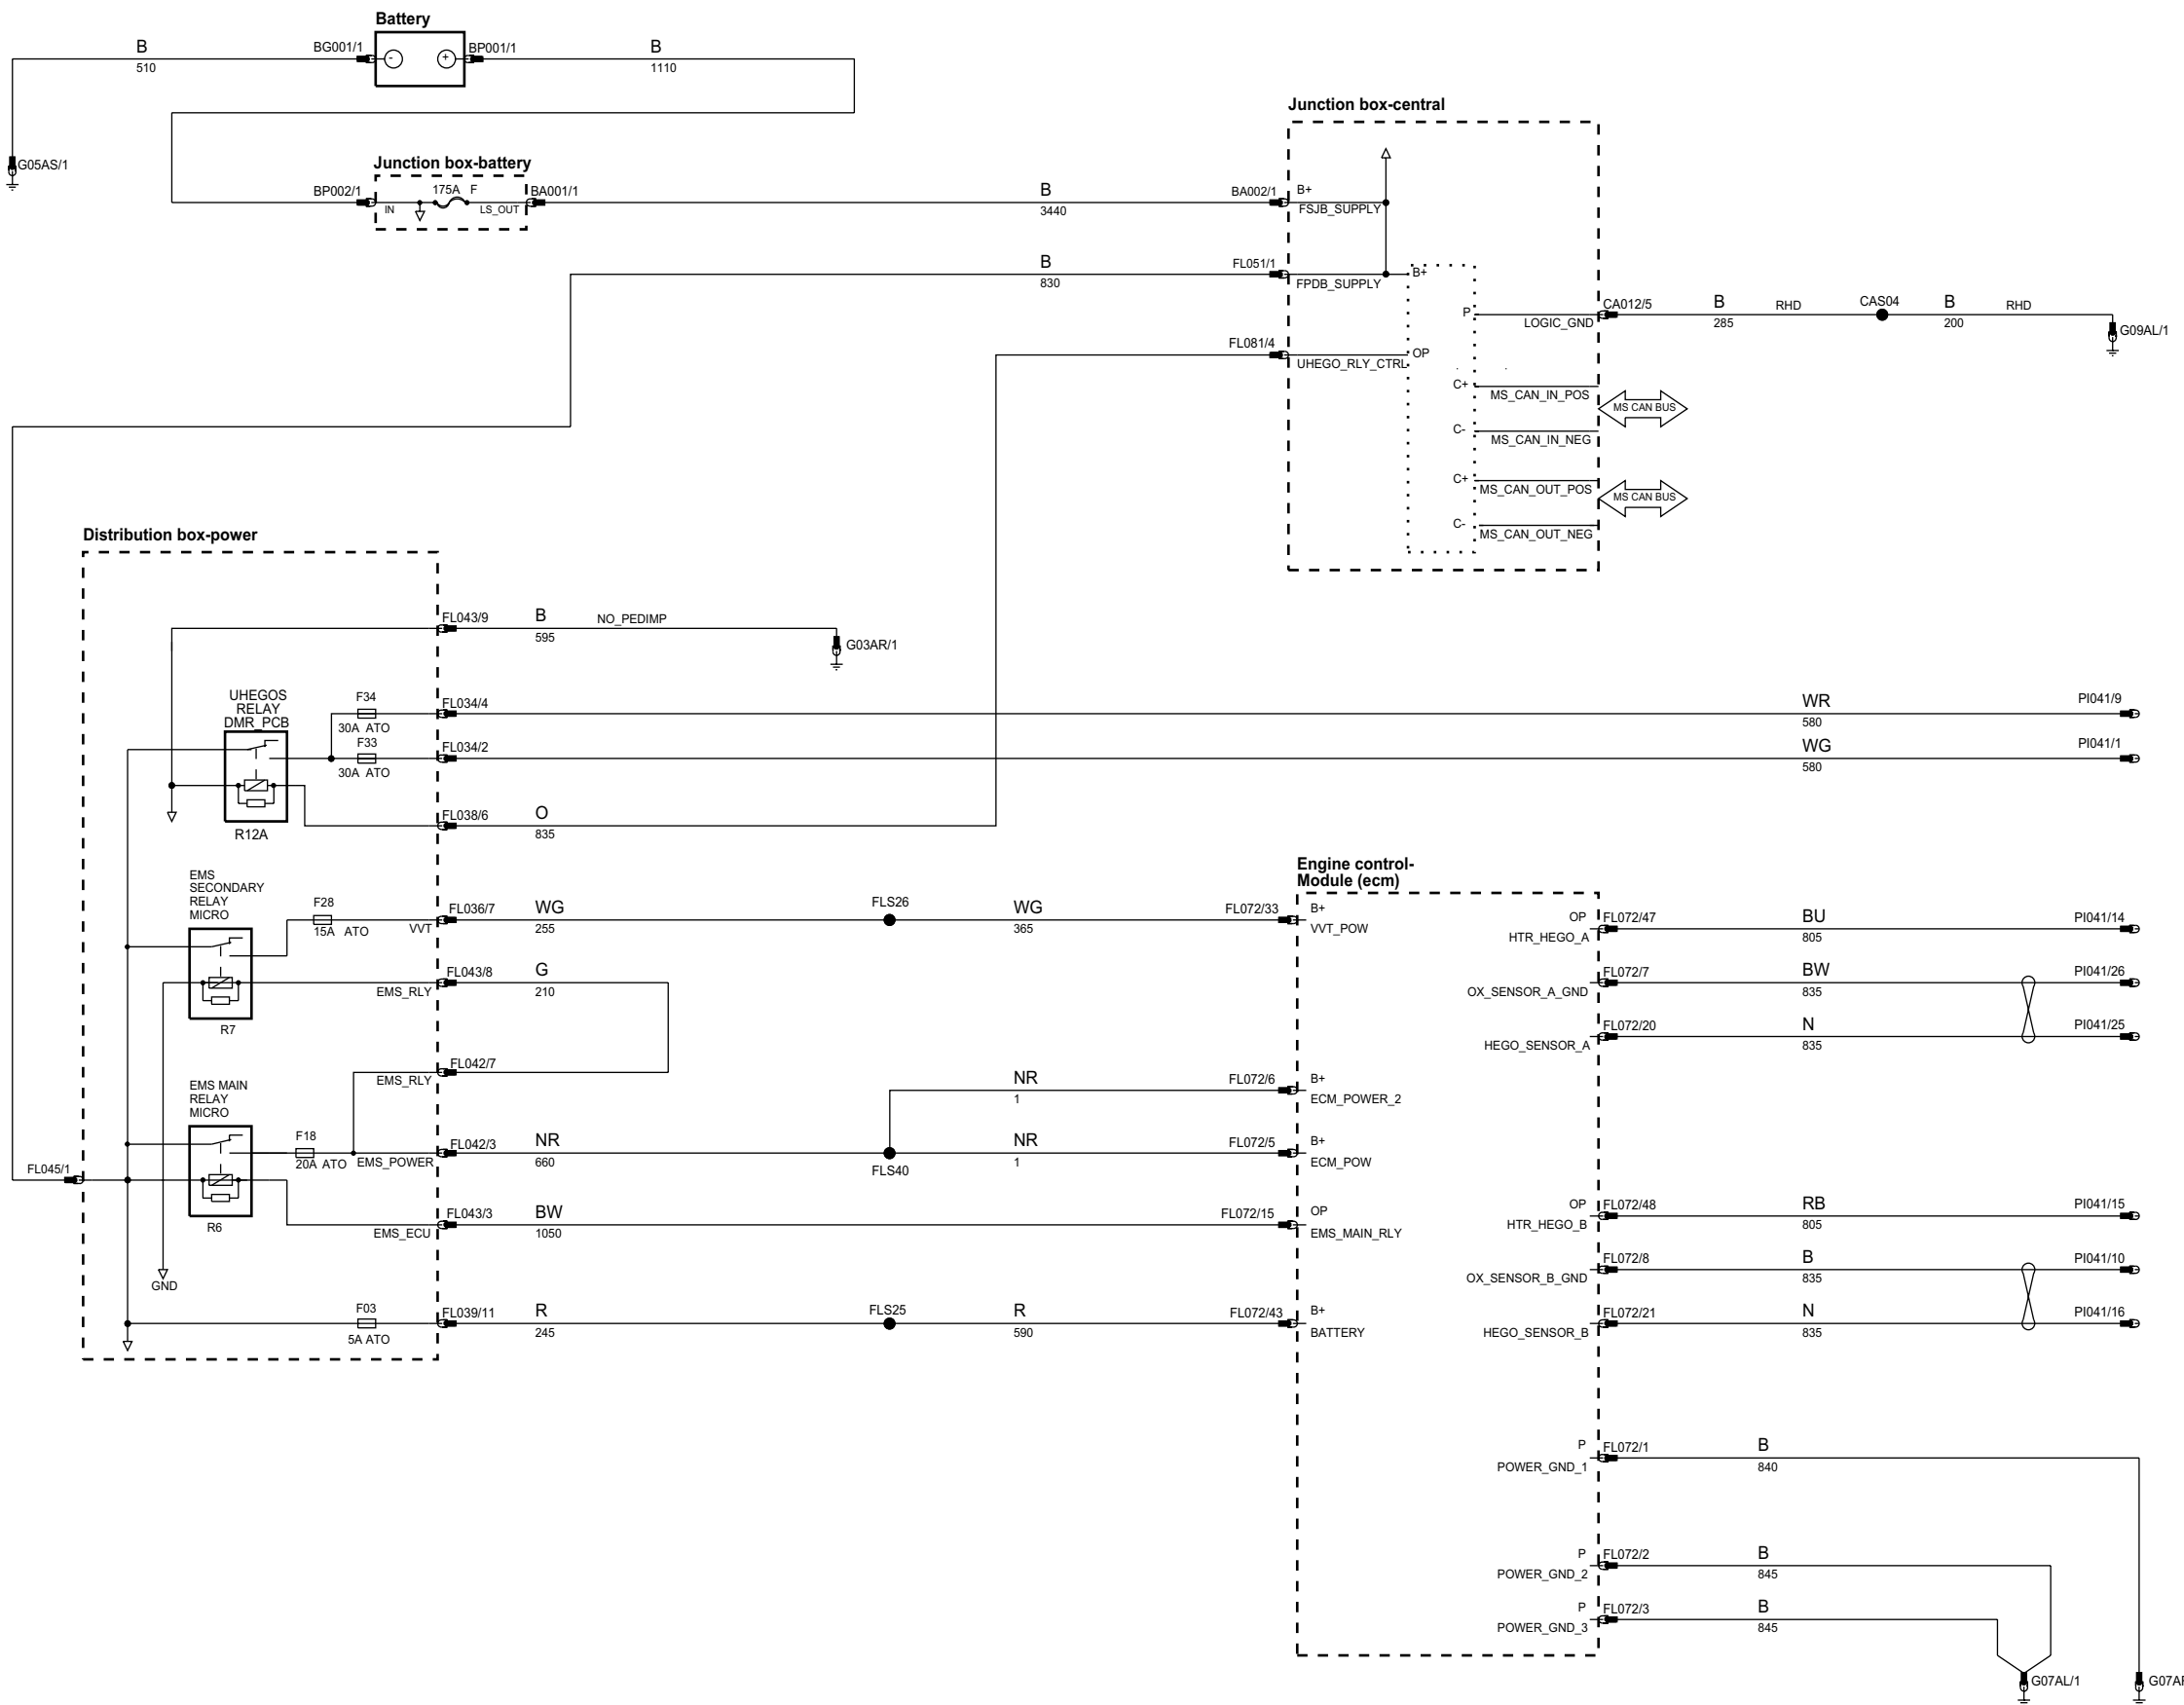 Battery
B
BG001/1
- +
BP001/1
B
510
1110
Junction box-central
G05AS/1
Junction box-battery
BP002/1
175A F
BA001/1
IN
LS_OUT
B
3440
BA002/1
B+
FSJB_SUPPLY
B
830
FL051/1
FPDB_SUPPLY
B+
P
LOGIC_GND
CA012/5
B
285
RHD
CAS04
B
200
RHD
G09AL/1
FL081/4
UHEGO_RLY_CTRL
OP
C+
MS_CAN_IN_POS
MS CAN BUS
C-
MS_CAN_IN_NEG
C+
MS_CAN_OUT_POS
MS CAN BUS
C-
MS_CAN_OUT_NEG
Distribution box-power
FL043/9
B
595
NO_PEDIMP
G03AR/1
UHEGOS
RELAY
DMR_PCB
F34
30A ATO
FL034/4
WR
580
PI041/9
F33
30A ATO
FL034/2
WG
580
PI041/1
R12A
FL038/6
O
835
EMS
SECONDARY
RELAY
MICRO
F28
15A ATO
VVT
FL036/7
WG
255
FLS26
WG
365
FL072/33
Engine control-
Module (ecm)
B+
VVT_POW
OP
HTR_HEGO_A
FL072/47
BU
805
PI041/14
R7
EMS_RLY
FL043/8
G
210
OX_SENSOR_A_GND
FL072/7
BW
835
PI041/26
HEGO_SENSOR_A
FL072/20
N
835
PI041/25
EMS_RLY
FL042/7
NR
1
FL072/6
B+
ECM_POWER_2
EMS MAIN
RELAY
MICRO
F18
20A ATO
EMS_POWER
FL042/3
NR
660
FLS40
NR
1
FL072/5
B+
ECM_POW
FL045/1
R6
EMS_ECU
FL043/3
BW
1050
FL072/15
OP
EMS_MAIN_RLY
OP
HTR_HEGO_B
FL072/48
RB
805
PI041/15
GND
OX_SENSOR_B_GND
FL072/8
B
835
PI041/10
F03
5A ATO
FL039/11
R
245
FLS25
R
590
FL072/43
B+
BATTERY
HEGO_SENSOR_B
FL072/21
N
835
PI041/16
P
POWER_GND_1
FL072/1
B
840
P
POWER_GND_2
FL072/2
B
845
P
POWER_GND_3
FL072/3
B
845
G07AL/1